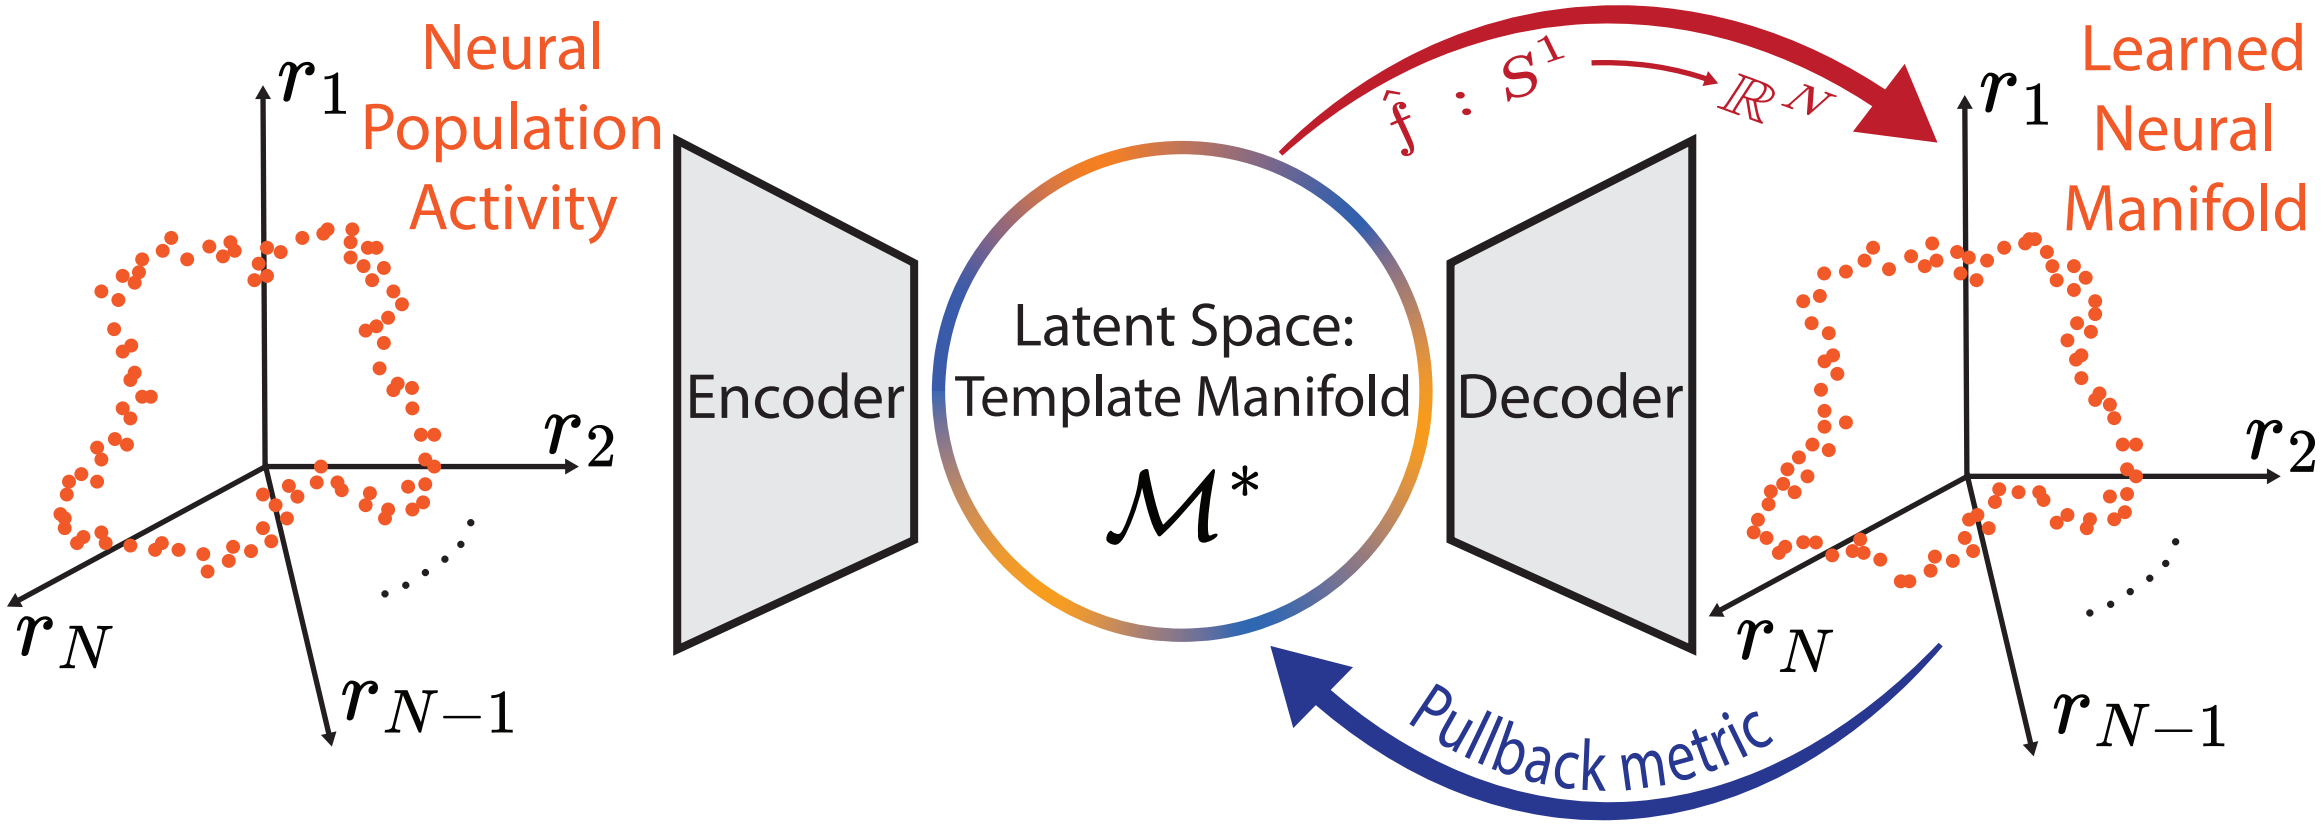 Neural
Population
Activity
r1
r2
rN
rN−1
Encoder
Latent Space:
Template Manifold
ℳ*
Decoder
f̂ : S¹ → ℝᴺ
Pullback metric
Learned
Neural
Manifold
r1
r2
rN
rN−1